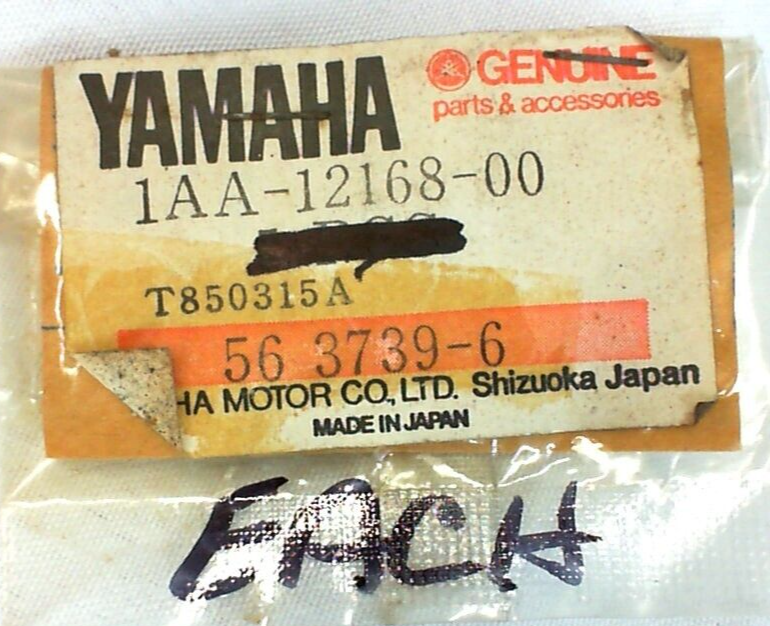 YAMAHA
GENUINE
parts & accessories
1AA-12168-00
T850315A
56 3739-6
HA MOTOR CO., LTD. Shizuoka Japan
MADE IN JAPAN
EACH